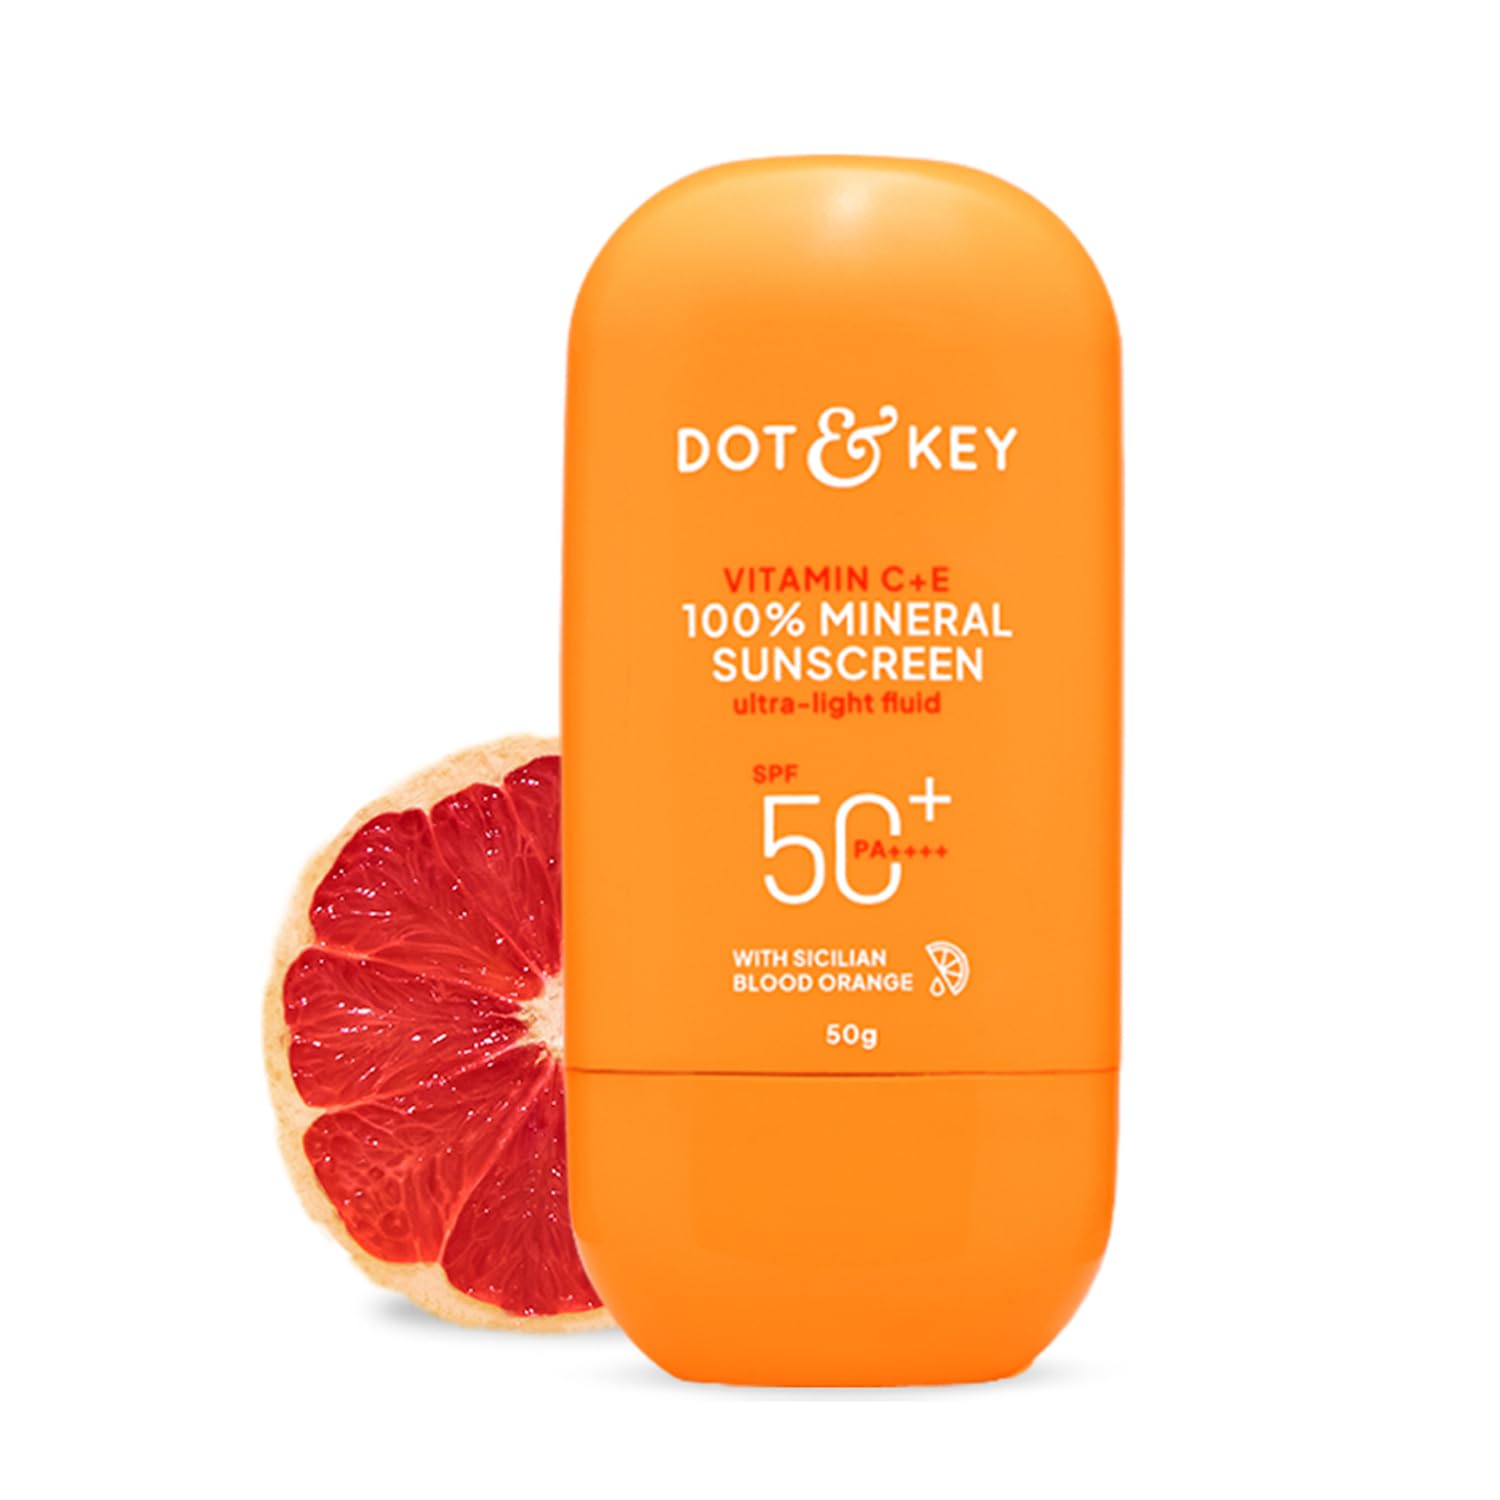 DOT & KEY
VITAMIN C+E
100% MINERAL
SUNSCREEN
ultra-light fluid
SPF
50+
PA++++
WITH SICILIAN
BLOOD ORANGE
50g